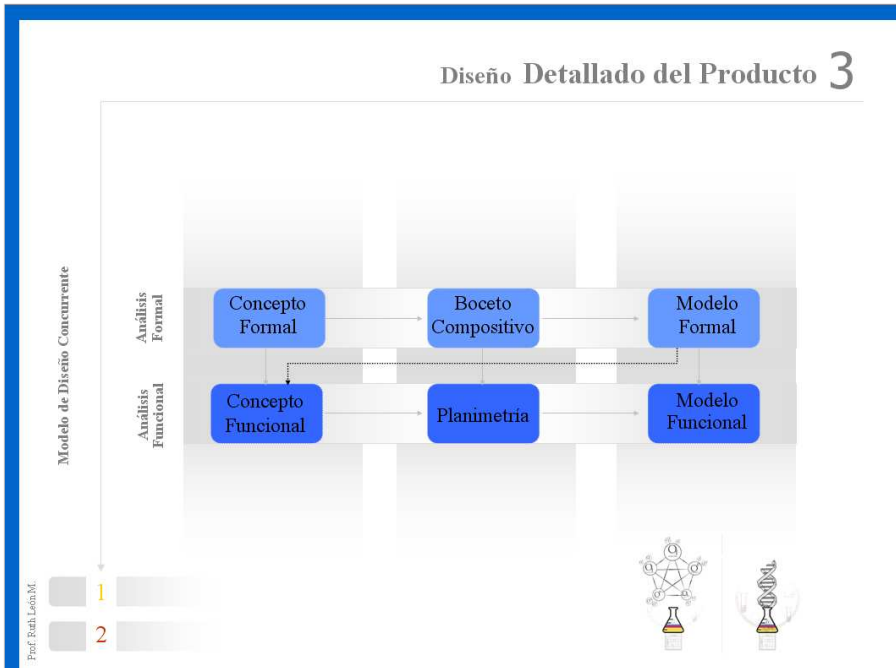 Diseño Detallado del Producto 3
Modelo de Diseño Concurrente
Análisis
Formal
Concepto
Formal
Boceto
Compositivo
Modelo
Formal
Análisis
Funcional
Concepto
Funcional
Planimetría
Modelo
Funcional
Prof. Ruth León M.
1
2